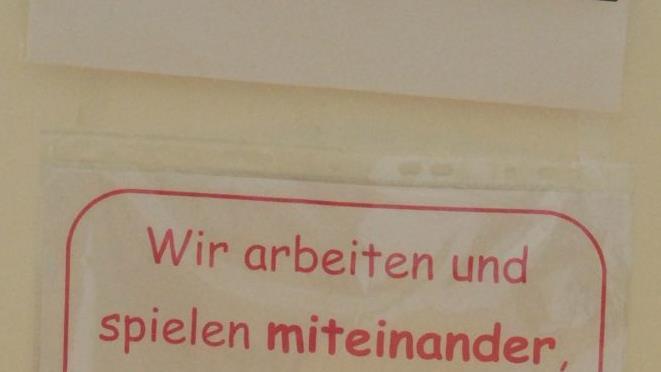 Wir arbeiten und
spielen miteinander,